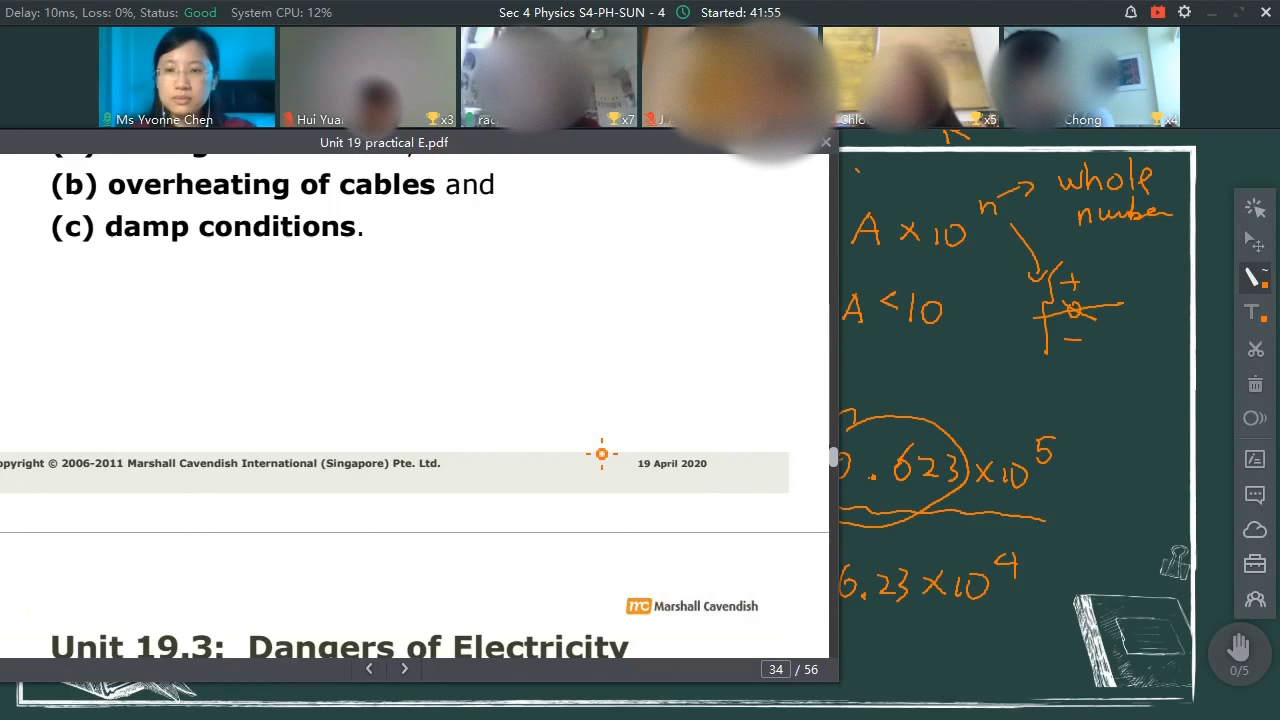 Delay: 10ms, Loss: 0%, Status: Good System CPU: 12%
Sec 4 Physics S4-PH-SUN - 4 Started: 41:55
Ms Yvonne Chen
Hui Yuan
x3
x7
x5
Chong
x4
Unit 19 practical E.pdf
(b) overheating of cables and
(c) damp conditions.
opyright © 2006-2011 Marshall Cavendish International (Singapore) Pte. Ltd.
19 April 2020
mc Marshall Cavendish
Unit 19.3: Dangers of Electricity
34 / 56
A × 10ⁿ → whole
number
+
0
−
A < 10
0.623 × 10⁵
6.23 × 10⁴
T
0/5